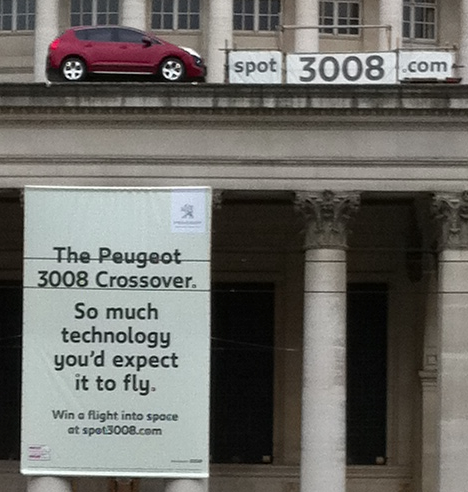 spot 3008 .com
The Peugeot
3008 Crossover.
So much
technology
you'd expect
it to fly.
Win a flight into space
at spot3008.com